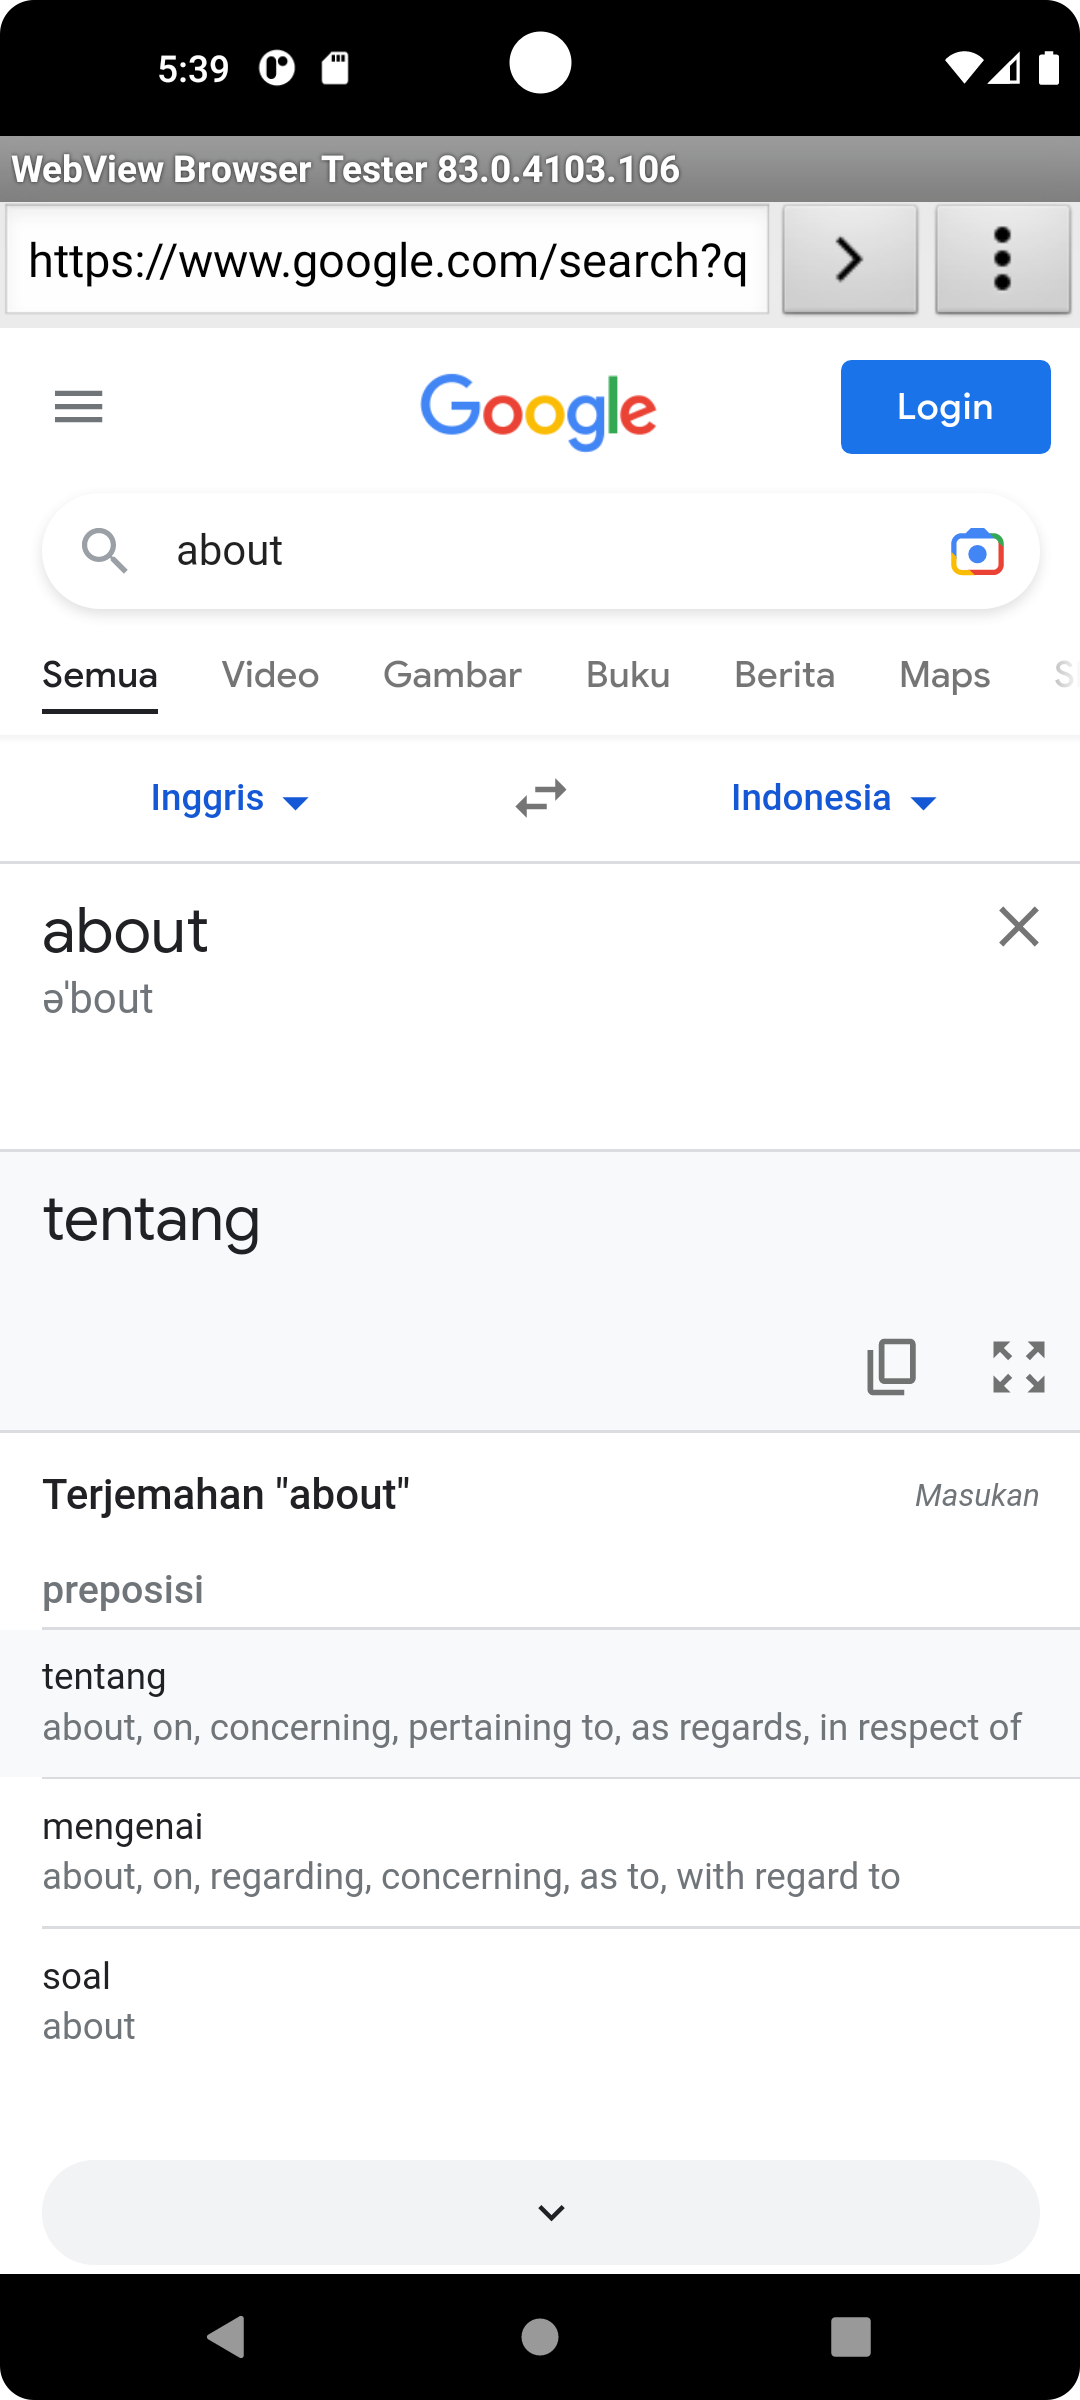 5:39
WebView Browser Tester 83.0.4103.106
https://www.google.com/search?q
Google
Login
about
Semua Video Gambar Buku Berita Maps
Inggris Indonesia
about
ə'bout
tentang
Terjemahan "about" Masukan
preposisi
tentang
about, on, concerning, pertaining to, as regards, in respect of
mengenai
about, on, regarding, concerning, as to, with regard to
soal
about